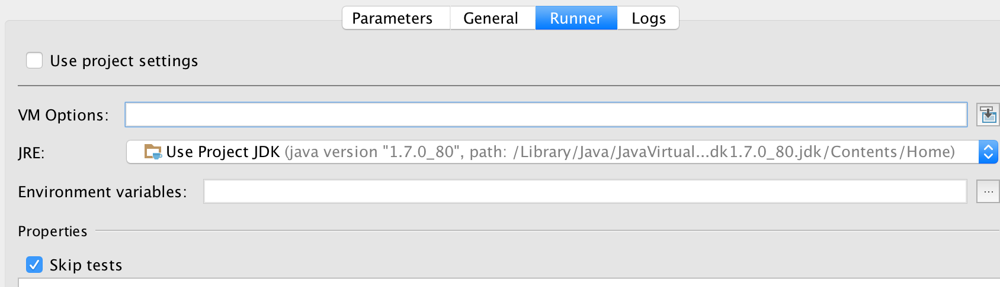 Parameters General Runner Logs
Use project settings
VM Options:
JRE: Use Project JDK (java version "1.7.0_80", path: /Library/Java/JavaVirtual...dk1.7.0_80.jdk/Contents/Home)
Environment variables: ...
Properties
Skip tests